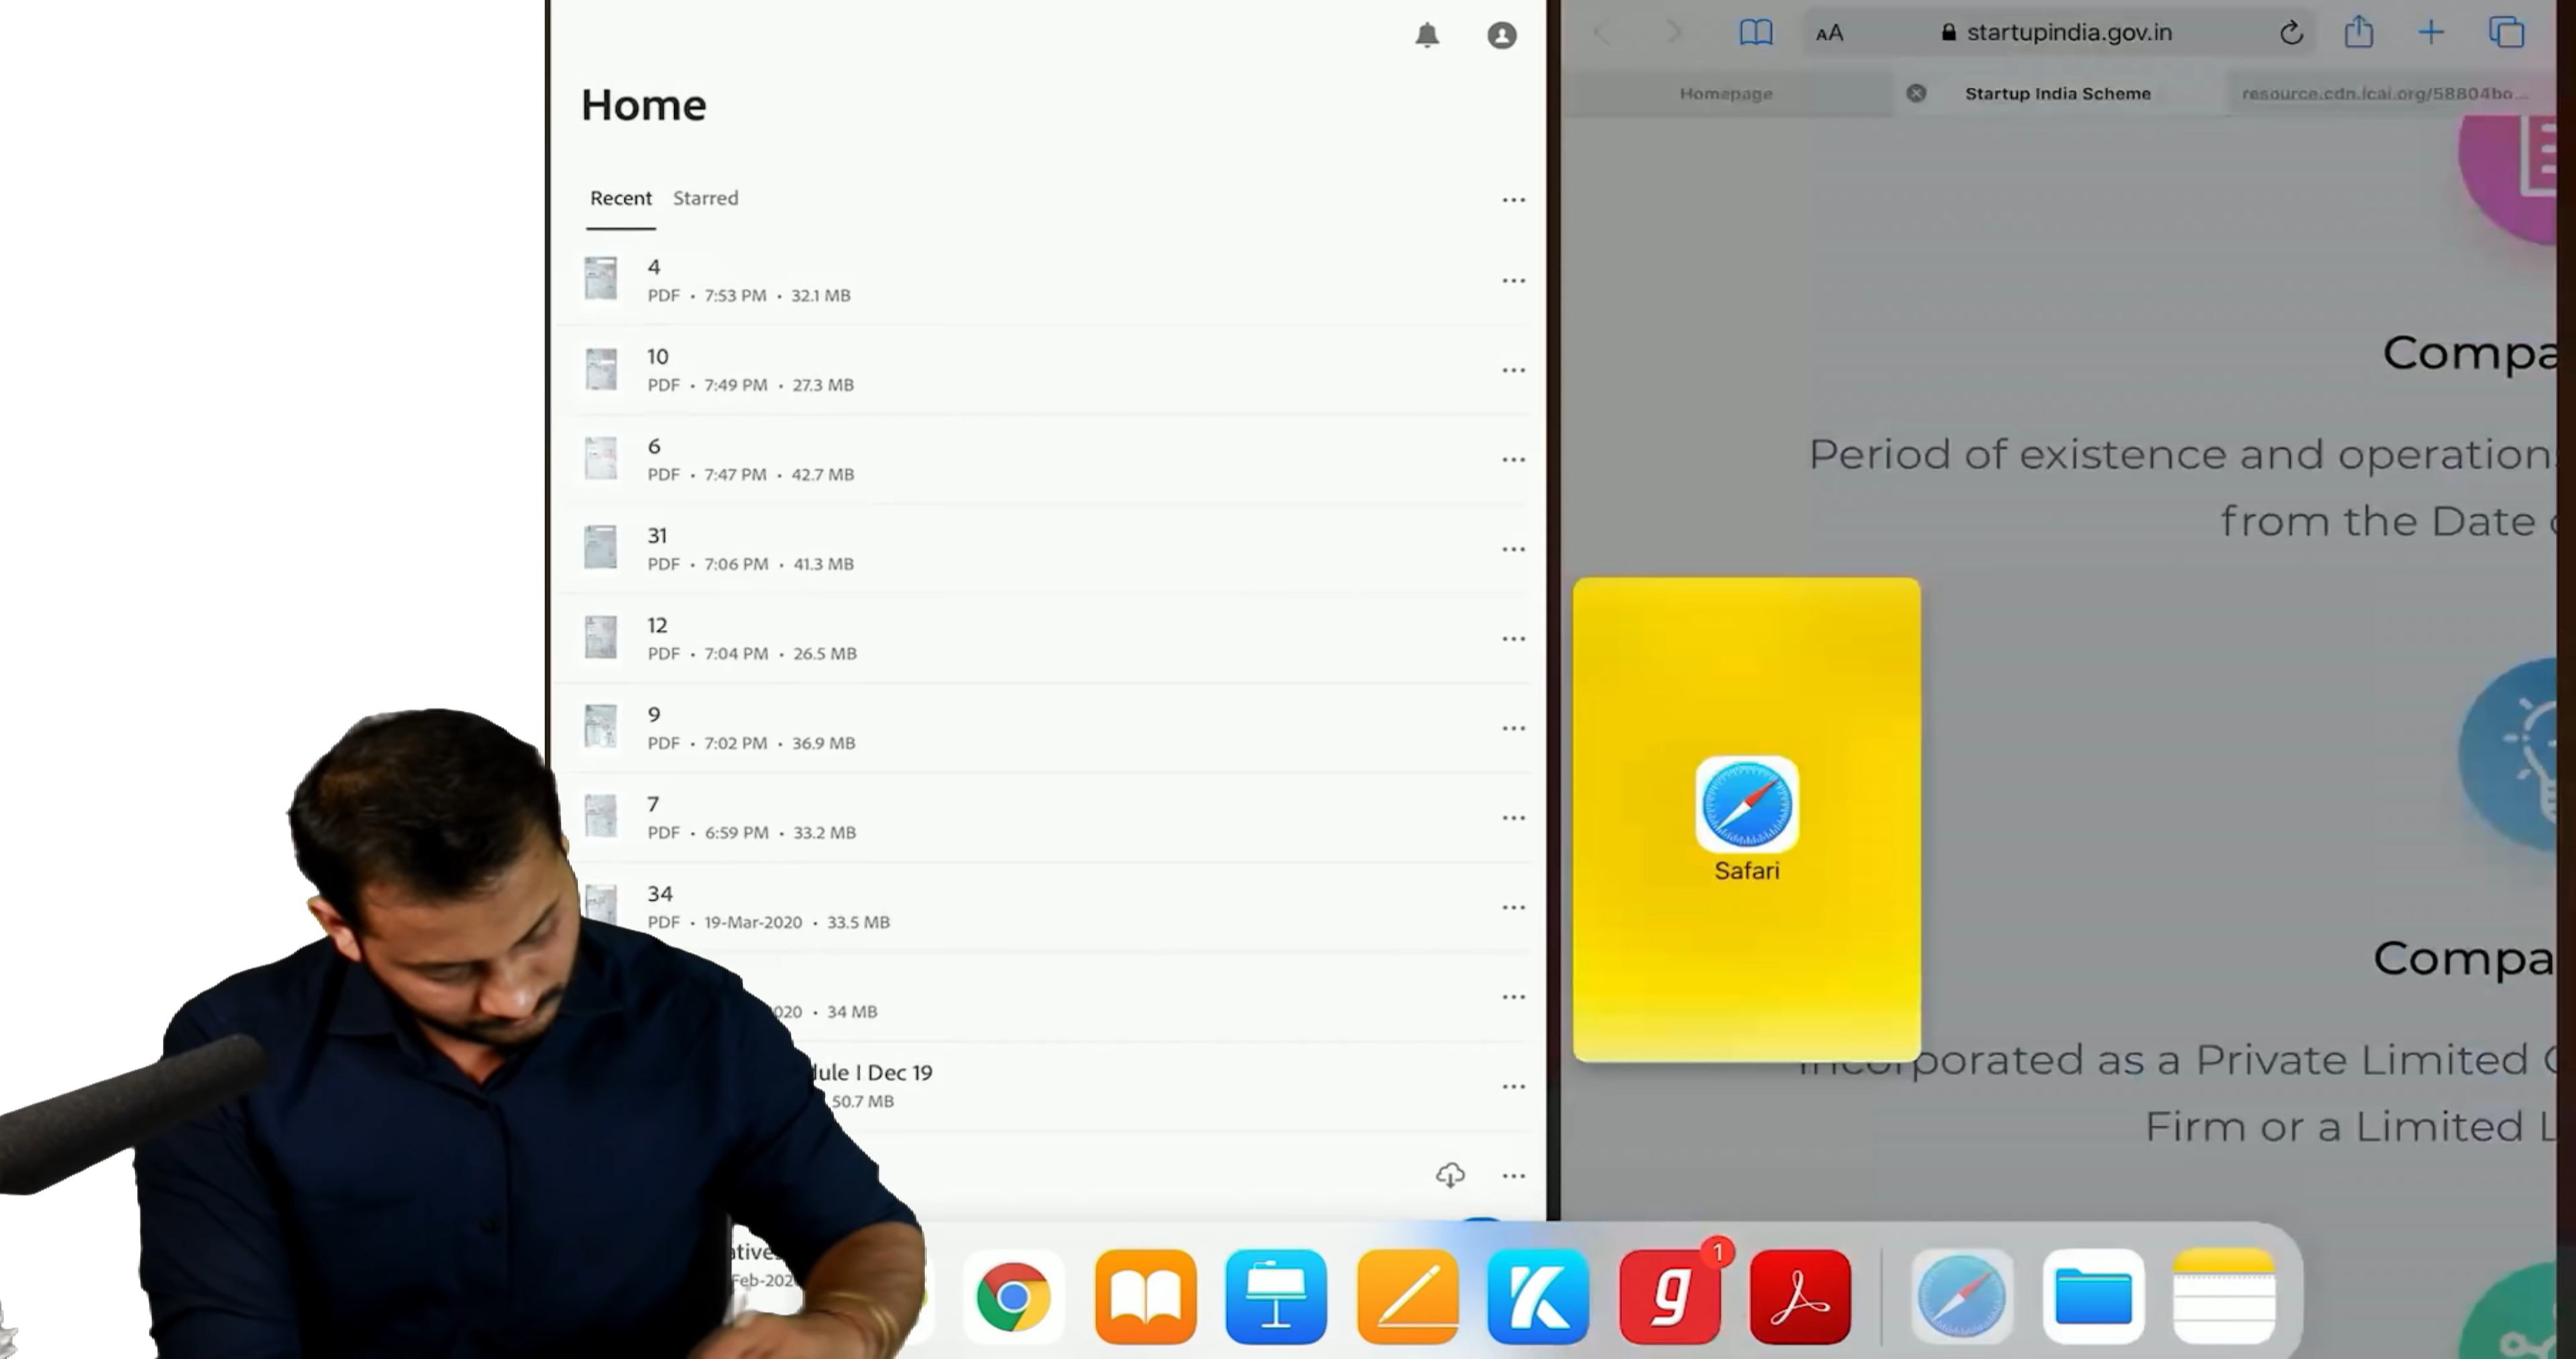 Home
Recent
Starred
4
PDF • 7:53 PM • 32.1 MB
10
PDF • 7:49 PM • 27.3 MB
6
PDF • 7:47 PM • 42.7 MB
31
PDF • 7:06 PM • 41.3 MB
12
PDF • 7:04 PM • 26.5 MB
9
PDF • 7:02 PM • 36.9 MB
7
PDF • 6:59 PM • 33.2 MB
34
PDF • 19-Mar-2020 • 33.5 MB
020 • 34 MB
dule I Dec 19
50.7 MB
Feb-202
AA startupindia.gov.in
Homepage
Startup India Scheme
resource.cdn.icai.org/58804bo...
Compa
Period of existence and operation
from the Date
Safari
Compa
Incorporated as a Private Limited
Firm or a Limited L
g
1